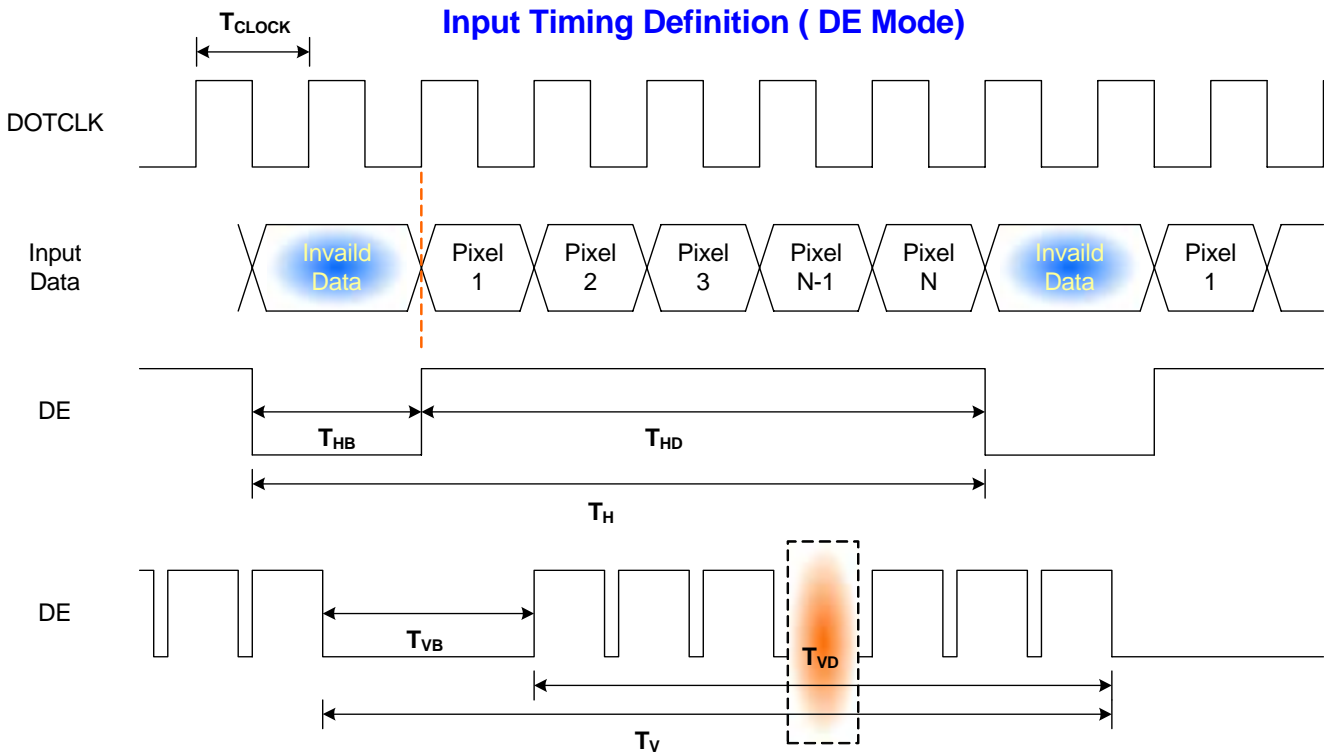 Input Timing Definition ( DE Mode)
TCLOCK
DOTCLK
Input
Data
Invaild
Data
Pixel
1
Pixel
2
Pixel
3
Pixel
N-1
Pixel
N
Invaild
Data
Pixel
1
DE
THB
THD
TH
DE
TVB
TVD
TV